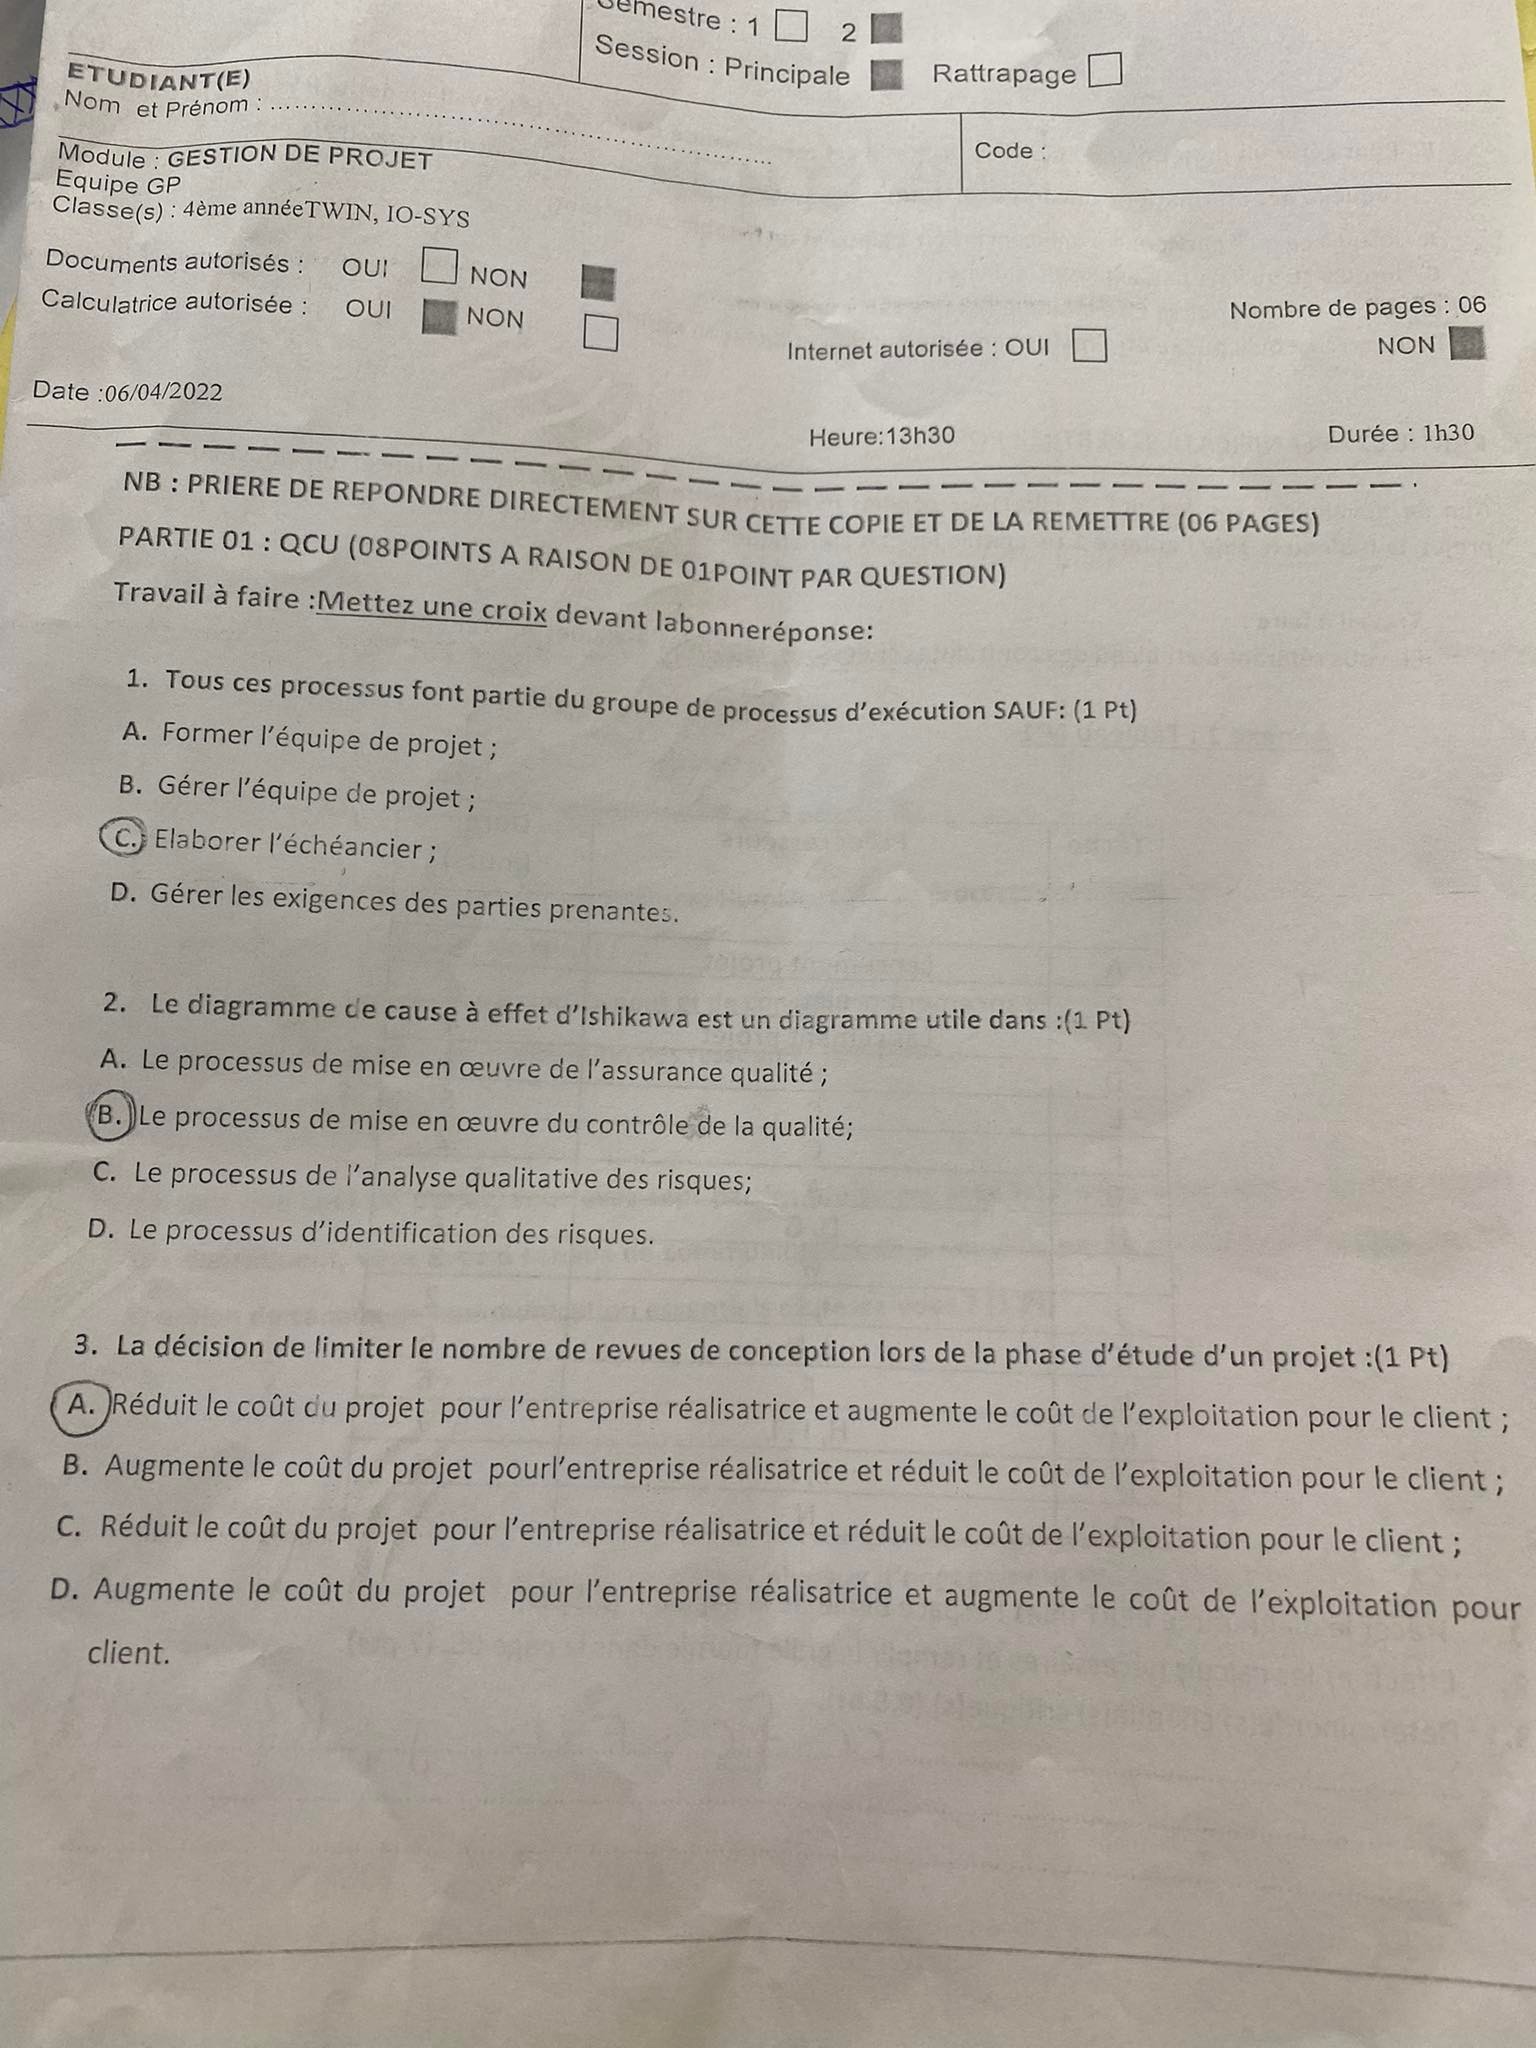 Semestre : 1 2
Session : Principale Rattrapage
ETUDIANT(E)
Nom et Prénom : ...........................................................................
Code :
Module : GESTION DE PROJET
Equipe GP
Classe(s) : 4ème annéeTWIN, IO-SYS
Documents autorisés : OUI NON
Calculatrice autorisée : OUI NON
Nombre de pages : 06
Internet autorisée : OUI NON
Date :06/04/2022
Heure:13h30
Durée : 1h30
NB : PRIERE DE REPONDRE DIRECTEMENT SUR CETTE COPIE ET DE LA REMETTRE (06 PAGES)
PARTIE 01 : QCU (08POINTS A RAISON DE 01POINT PAR QUESTION)
Travail à faire :Mettez une croix devant labonneréponse:
1. Tous ces processus font partie du groupe de processus d'exécution SAUF: (1 Pt)
A. Former l'équipe de projet ;
B. Gérer l'équipe de projet ;
C. Elaborer l'échéancier ;
D. Gérer les exigences des parties prenantes.
2. Le diagramme de cause à effet d'Ishikawa est un diagramme utile dans :(1 Pt)
A. Le processus de mise en œuvre de l'assurance qualité ;
B. Le processus de mise en œuvre du contrôle de la qualité;
C. Le processus de l'analyse qualitative des risques;
D. Le processus d'identification des risques.
3. La décision de limiter le nombre de revues de conception lors de la phase d'étude d'un projet :(1 Pt)
A. Réduit le coût du projet pour l'entreprise réalisatrice et augmente le coût de l'exploitation pour le client ;
B. Augmente le coût du projet pourl'entreprise réalisatrice et réduit le coût de l'exploitation pour le client ;
C. Réduit le coût du projet pour l'entreprise réalisatrice et réduit le coût de l'exploitation pour le client ;
D. Augmente le coût du projet pour l'entreprise réalisatrice et augmente le coût de l'exploitation pour
client.